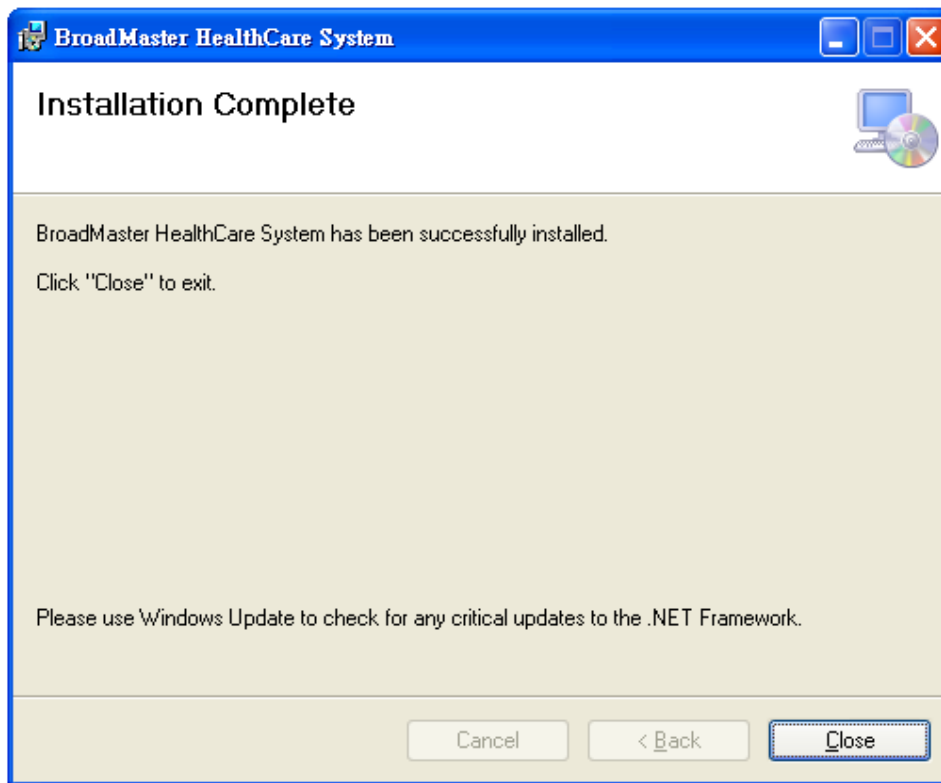 BroadMaster HealthCare System
Installation Complete
BroadMaster HealthCare System has been successfully installed.
Click "Close" to exit.
Please use Windows Update to check for any critical updates to the .NET Framework.
Cancel
< Back
Close